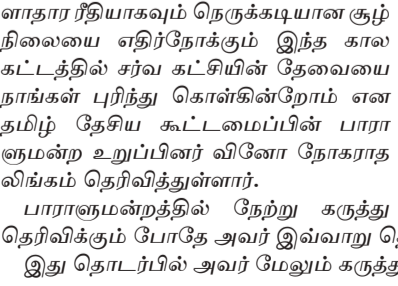 ளாதார ரீதியாகவும் நெருக்கடியான சூழ்
நிலையை எதிர்நோக்கும் இந்த கால
கட்டத்தில் சர்வ கட்சியின் தேவையை
நாங்கள் புரிந்து கொள்கின்றோம் என
தமிழ் தேசிய கூட்டமைப்பின் பாரா
ளுமன்ற உறுப்பினர் வினோ நோகராத
லிங்கம் தெரிவித்துள்ளார்.
பாராளுமன்றத்தில் நேற்று கருத்து
தெரிவிக்கும் போதே அவர் இவ்வாறு
இது தொடர்பில் அவர் மேலும்